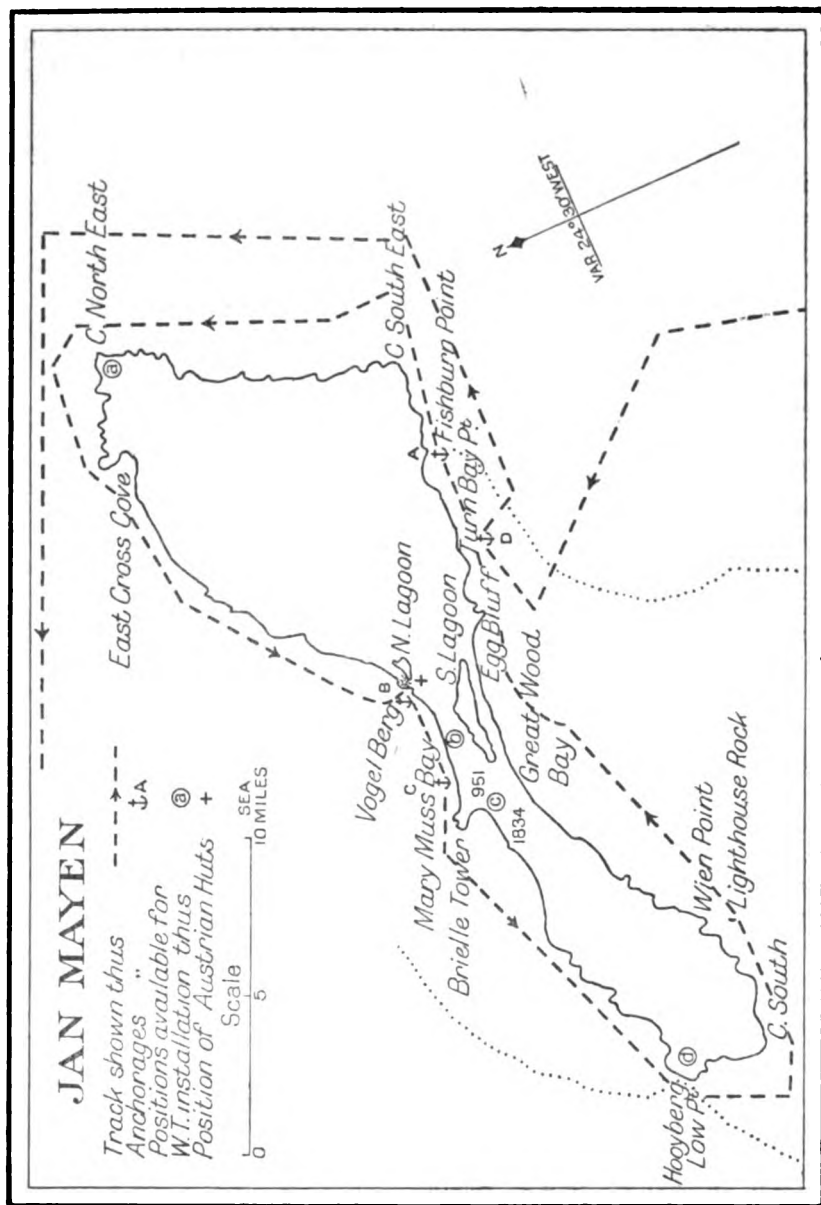 JAN MAYEN
Track shown thus
Anchorages " A
Positions available for
W.T. installation thus a
Position of Austrian Huts +
Scale
0 5 10 SEA MILES
East Cross Cove
C. North East
a
Vogel Berg
B
N. Lagoon
C
Mary Muss Bay
b
S. Lagoon
Brielle Tower
951
c
1834
Egg Bluff
Turn Bay Pt.
D
A
Fishburn Point
C. South East
Great Wood
Bay
Wien Point
Lighthouse Rock
Hooyberg
Low Pt.
d
C. South
N
VAR 24° 30' WEST